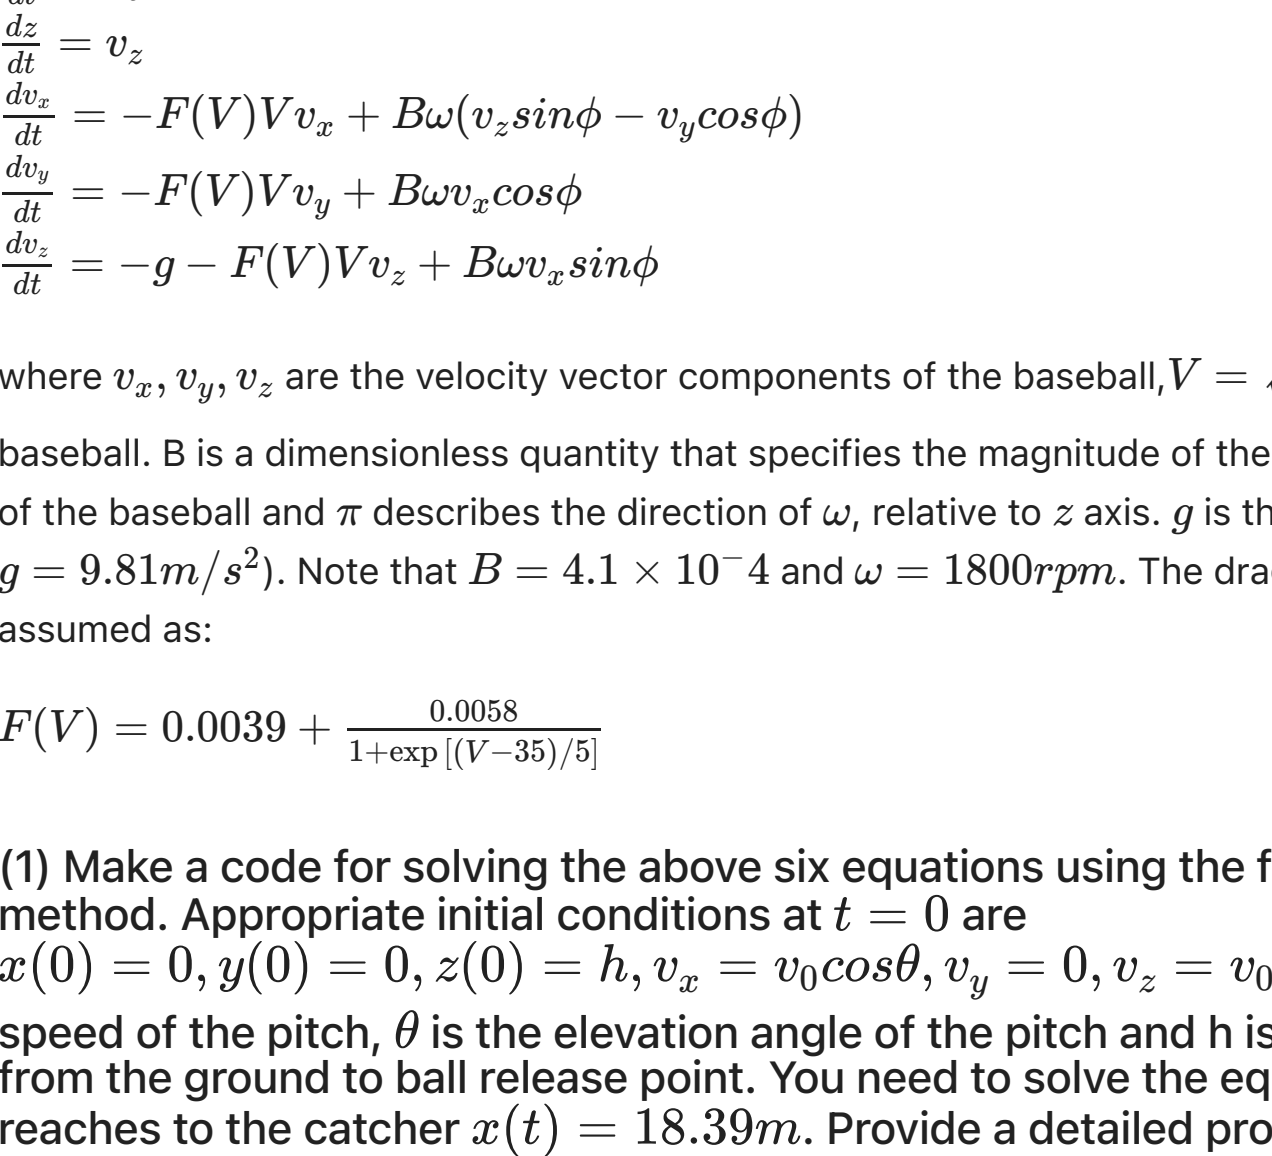 dz/dt = v_z
dv_x/dt = −F(V)Vv_x + Bω(v_z sinϕ − v_y cosϕ)
dv_y/dt = −F(V)Vv_y + Bωv_x cosϕ
dv_z/dt = −g − F(V)Vv_z + Bωv_x sinϕ
where v_x, v_y, v_z are the velocity vector components of the baseball,V =
baseball. B is a dimensionless quantity that specifies the magnitude of the
of the baseball and π describes the direction of ω, relative to z axis. g is
g = 9.81m/s²). Note that B = 4.1 × 10⁻4 and ω = 1800rpm. The
assumed as:
F(V) = 0.0039 + 0.0058/(1+exp [(V−35)/5])
(1) Make a code for solving the above six equations using the
method. Appropriate initial conditions at t = 0 are
x(0) = 0, y(0) = 0, z(0) = h, v_x = v₀cosθ, v_y = 0, v_z = v₀
speed of the pitch, θ is the elevation angle of the pitch and h is
from the ground to ball release point. You need to solve the
reaches to the catcher x(t) = 18.39m. Provide a detailed